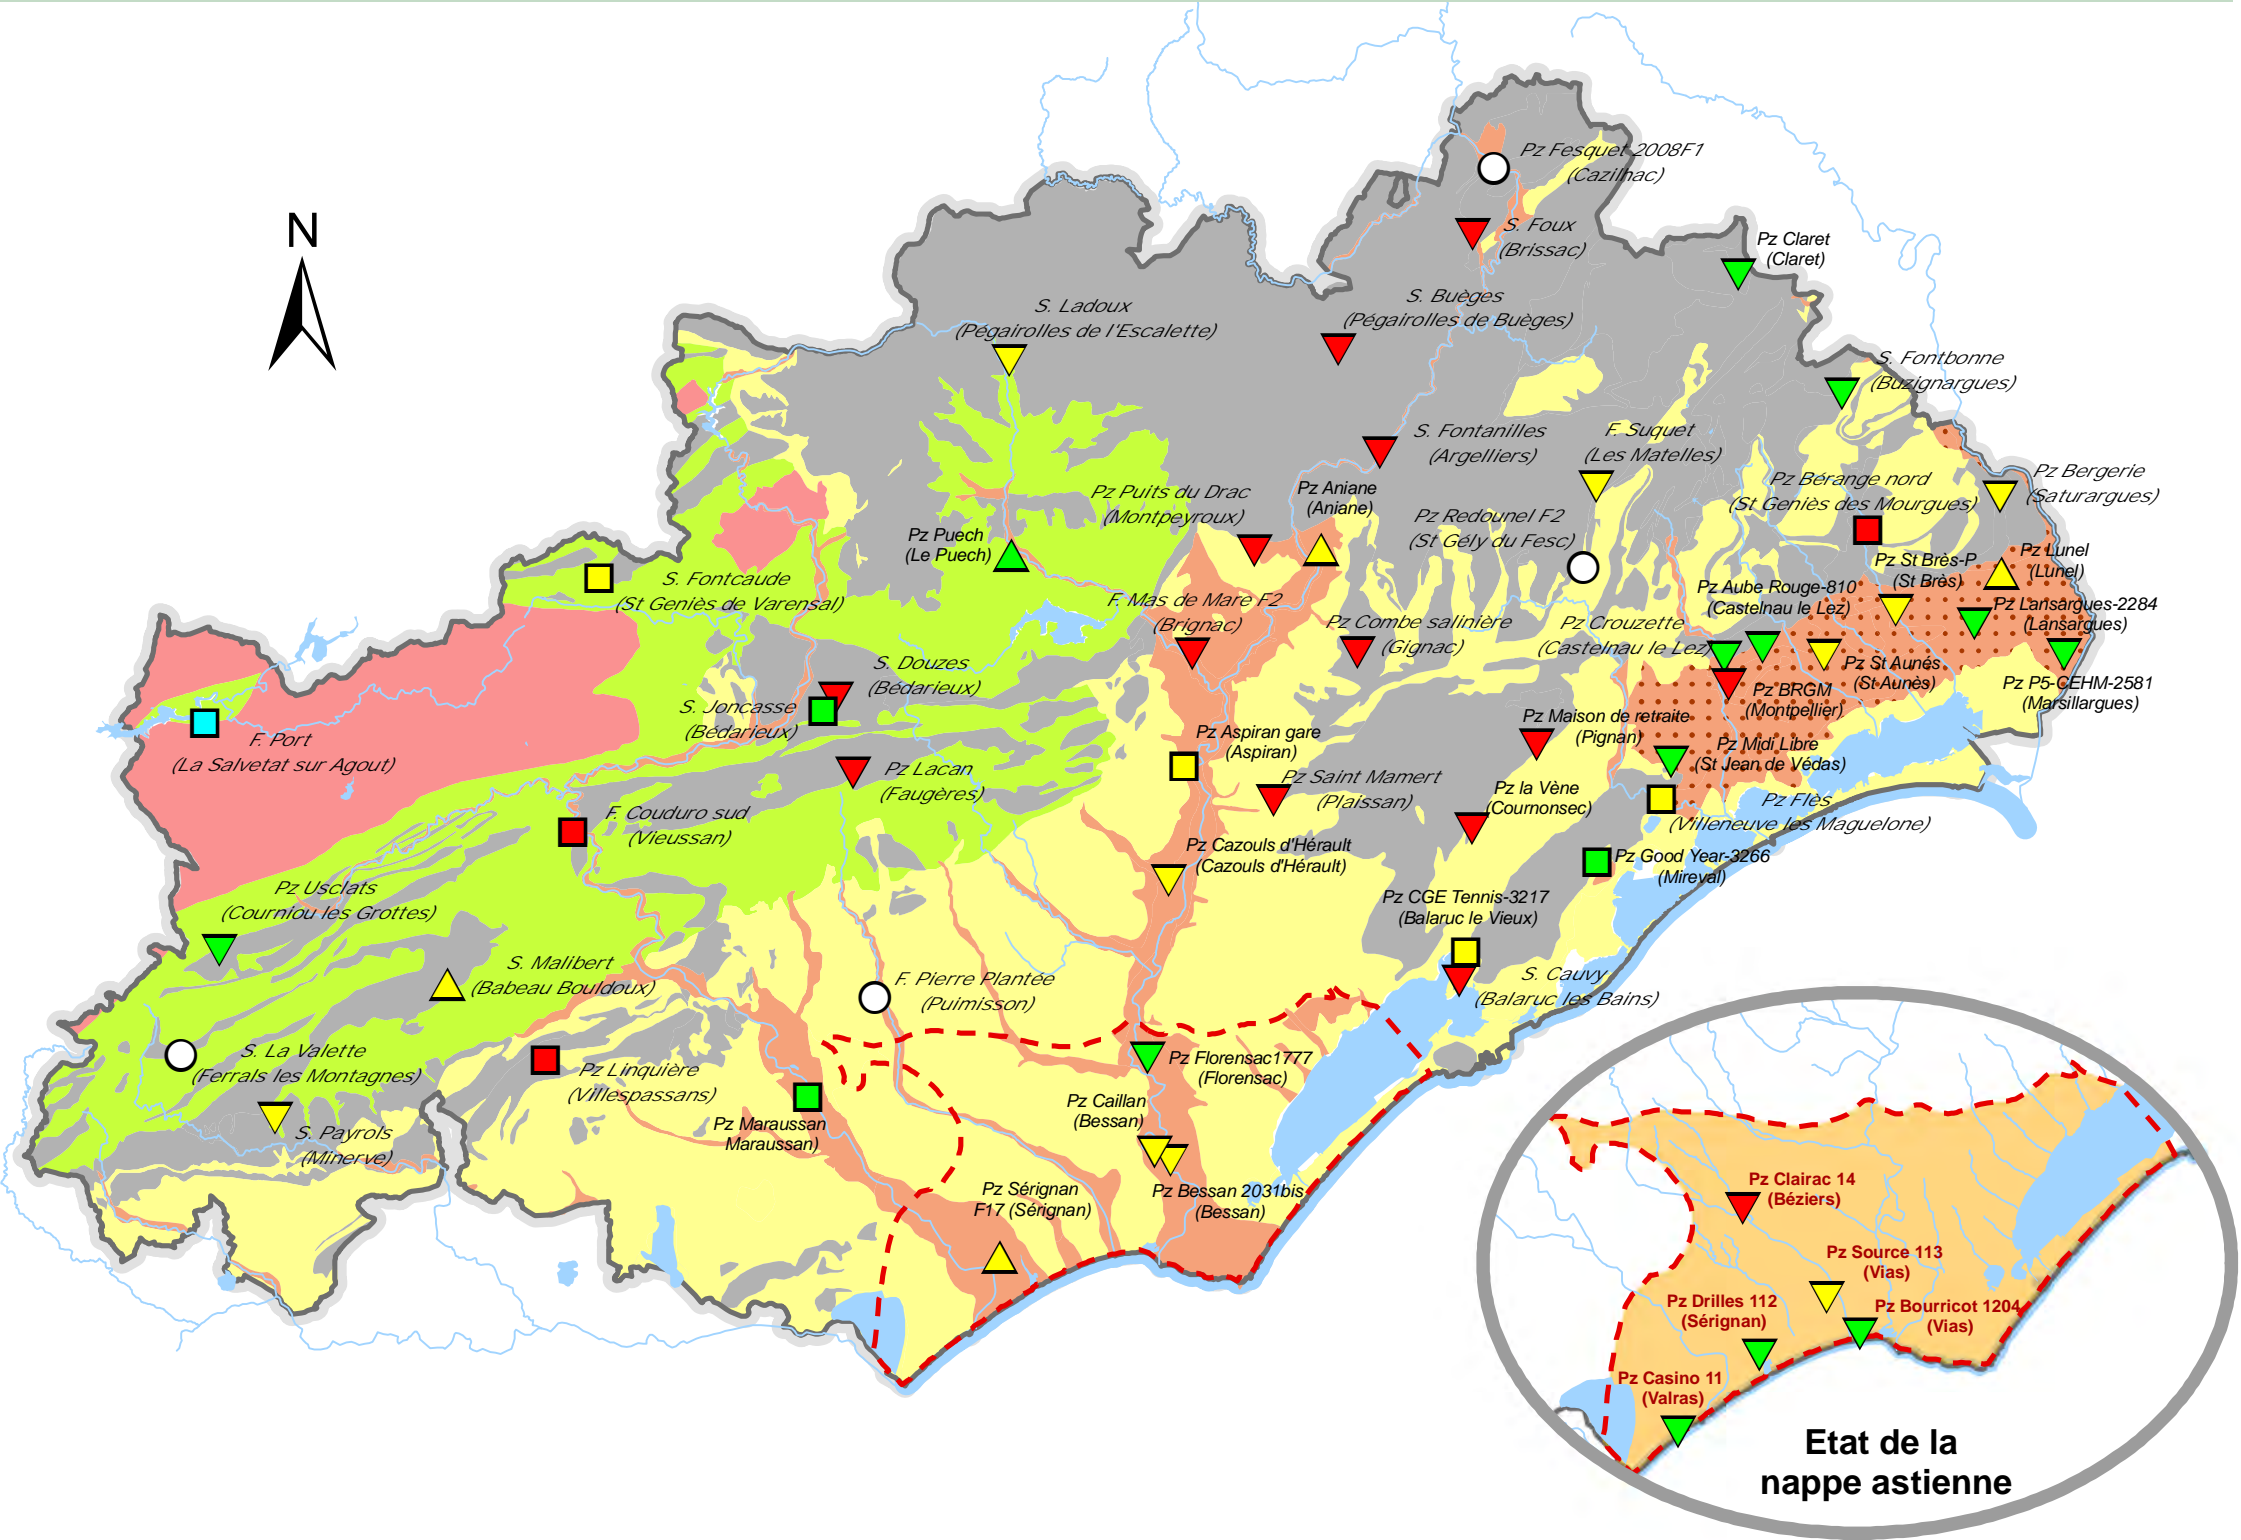 N
Pz Fesquet 2008F1
(Cazilhac)
S. Foux
(Brissac)
Pz Claret
(Claret)
S. Ladoux
(Pégairolles de l'Escalette)
S. Buèges
(Pégairolles de Buèges)
S. Fontbonne
(Buzignargues)
S. Fontanilles
(Argelliers)
F. Suquet
(Les Matelles)
Pz Bérange nord
(St Geniès des Mourgues)
Pz Bergerie
(Saturargues)
Pz Puits du Drac
(Montpeyroux)
Pz Aniane
(Aniane)
Pz Redounel F2
(St Gély du Fesc)
Pz Puech
(Le Puech)
Pz St Brès-P
(St Brès)
Pz Lunel
(Lunel)
S. Fontcaude
(St Geniès de Varensal)
F. Mas de Mare F2
(Brignac)
Pz Combe salinière
(Gignac)
Pz Aube Rouge-810
(Castelnau le Lez)
Pz Crouzette
(Castelnau le Lez)
Pz Lansargues-2284
(Lansargues)
S. Douzes
(Bédarieux)
S. Joncasse
(Bédarieux)
Pz St Aunés
(St Aunès)
Pz BRGM
(Montpellier)
Pz P5-CEHM-2581
(Marsillargues)
F. Port
(La Salvetat sur Agout)
Pz Aspiran gare
(Aspiran)
Pz Maison de retraite
(Pignan)
Pz Midi Libre
(St Jean de Védas)
Pz Lacan
(Faugères)
Pz Saint Mamert
(Plaissan)
Pz la Vène
(Cournonsec)
Pz Flès
(Villeneuve les Maguelone)
F. Couduro sud
(Vieussan)
Pz Cazouls d'Hérault
(Cazouls d'Hérault)
Pz Good Year-3266
(Mireval)
Pz Usclats
(Courniou les Grottes)
Pz CGE Tennis-3217
(Balaruc le Vieux)
S. Malibert
(Babeau Bouldoux)
F. Pierre Plantée
(Puimisson)
S. Cauvy
(Balaruc les Bains)
S. La Valette
(Ferrals les Montagnes)
Pz Linquière
(Villespassans)
Pz Florensac1777
(Florensac)
Pz Maraussan
Maraussan)
Pz Caillan
(Bessan)
S. Payrols
(Minerve)
Pz Sérignan
F17 (Sérignan)
Pz Bessan 2031bis
(Bessan)
Pz Clairac 14
(Béziers)
Pz Source 113
(Vias)
Pz Drilles 112
(Sérignan)
Pz Bourricot 1204
(Vias)
Pz Casino 11
(Valras)
Etat de la
nappe astienne